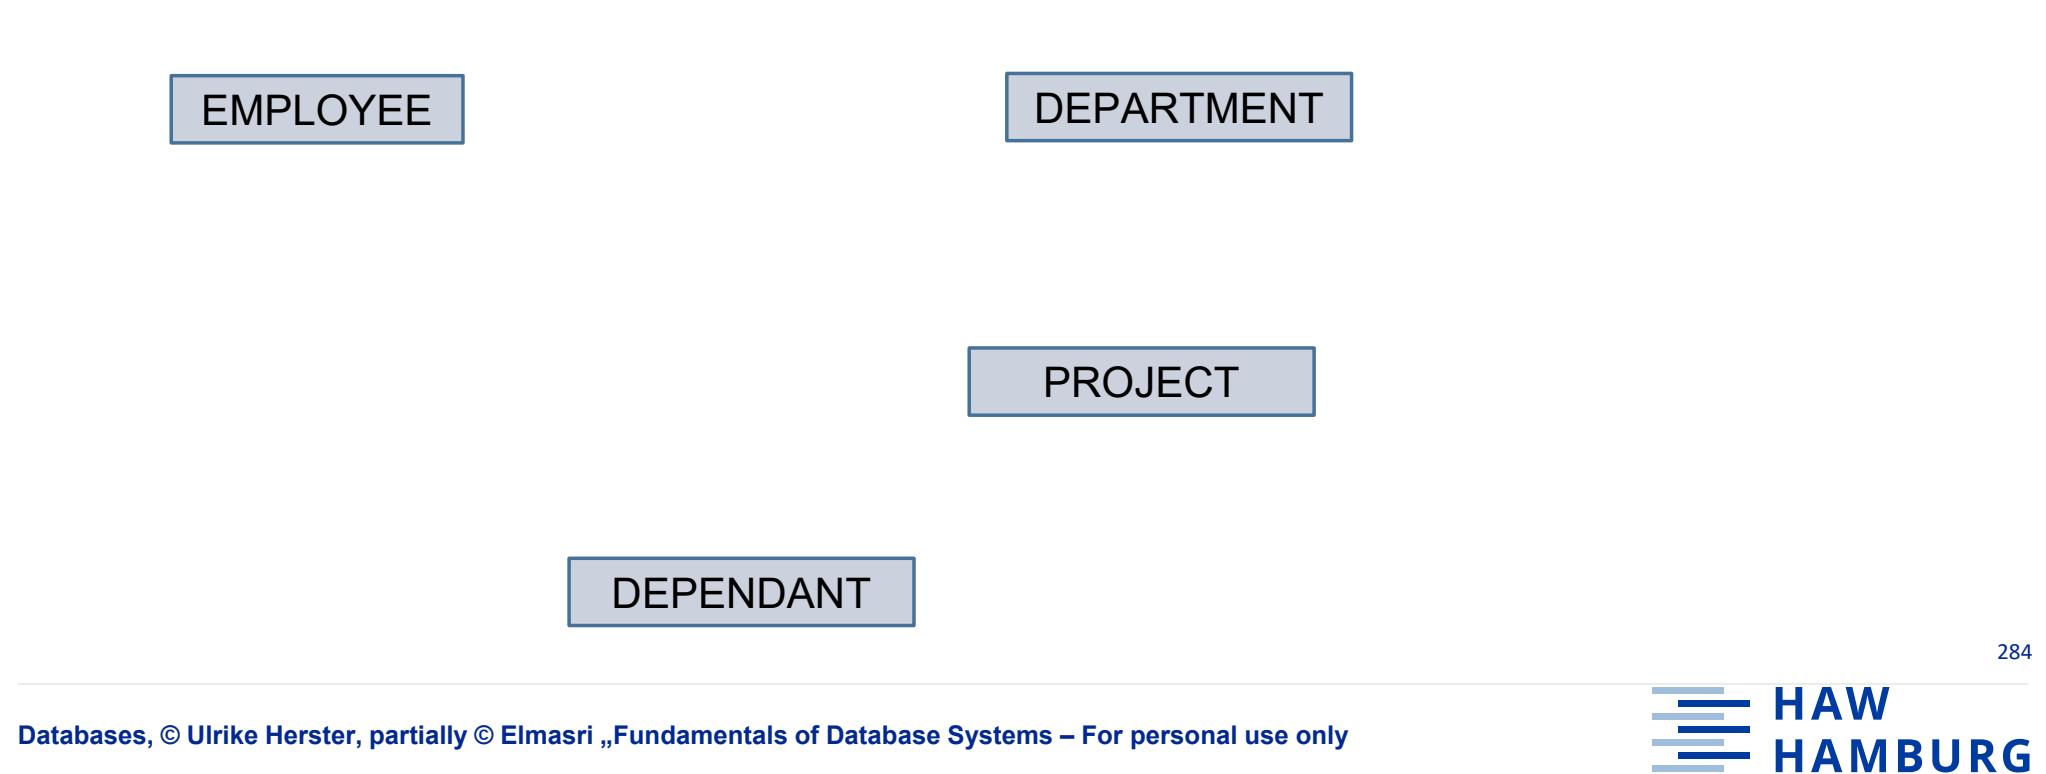 EMPLOYEE
DEPARTMENT
PROJECT
DEPENDANT
284
Databases, © Ulrike Herster, partially © Elmasri „Fundamentals of Database Systems – For personal use only
HAW
HAMBURG